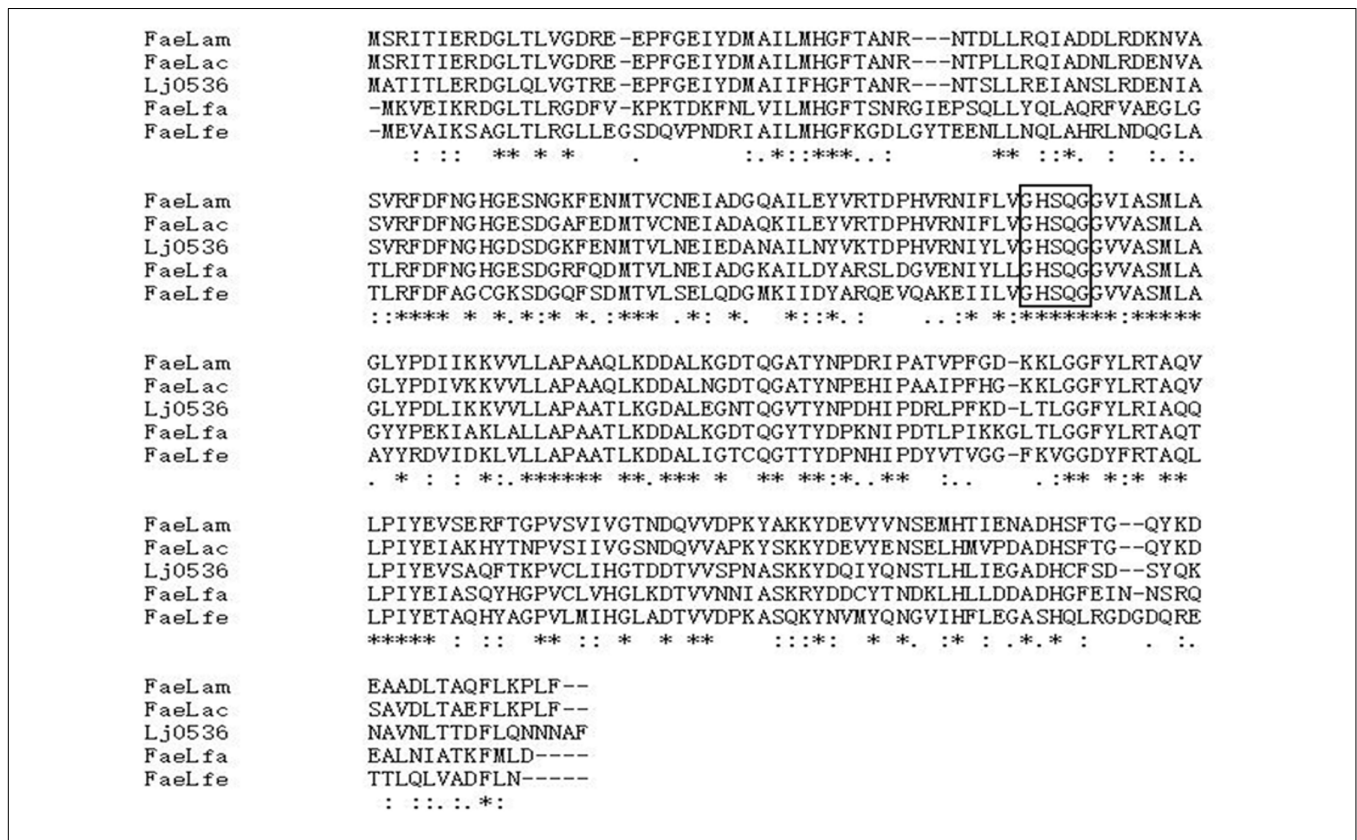 FaeLam MSRITIERDGLTLVGDRE-EPFGEIYDMAILMHGFTANR---NTDLLRQIADDLRDKNVA
FaeLac MSRITIERDGLTLVGDRE-EPFGEIYDMAILMHGFTANR---NTPLLRQIADNLRDENVA
Lj0536 MATITLERDGLQLVGTRE-EPFGEIYDMAIIFHGFTANR---NTSLLREIANSLRDENIA
FaeLfa -MKVEIKRDGLTLRGDFV-KPKTDKFNLVILMHGFTSNRGIEPSQLLYQLAQRFVAEGLG
FaeLfe -MEVAIKSAGLTLRGLLEGSDQVPNDRIAILMHGFKGDLGYTEENLLNQLAHRLNDQGLA
: :: ** * * . :.*::***..: ** ::*. : :.:.
FaeLam SVRFDFNGHGESNGKFENMTVCNEIADGQAILEYVRTDPHVRNIFLVGHSQGGVIASMLA
FaeLac SVRFDFNGHGESDGAFEDMTVCNEIADAQKILEYVRTDPHVRNIFLVGHSQGGVVASMLA
Lj0536 SVRFDFNGHGDSDGKFENMTVLNEIEDANAILNYVKTDPHVRNIYLVGHSQGGVVASMLA
FaeLfa TLRFDFNGHGESDGRFQDMTVLNEIADGKAILDYARSLDGVENIYLLGHSQGGVVASMLA
FaeLfe TLRFDFAGCGKSDGQFSDMTVLSELQDGMKIIDYARQEVQAKEIILVGHSQGGVVASMLA
::**** * *.*:* *.:*** .*: *. *::*.: ..:* *:*******:*****
FaeLam GLYPDIIKKVVLLAPAAQLKDDALKGDTQGATYNPDRIPATVPFGD-KKLGGFYLRTAQV
FaeLac GLYPDIVKKVVLLAPAAQLKDDALNGDTQGATYNPEHIPAAIPFHG-KKLGGFYLRTAQV
Lj0536 GLYPDLIKKVVLLAPAATLKGDALEGNTQGVTYNPDHIPDRLPFKD-LTLGGFYLRIAQQ
FaeLfa GYYPEKIAKLALLAPAATLKDDALKGDTQGYTYDPKNIPDTLPIKKGLTLGGFYLRTAQT
FaeLfe AYYRDVIDKLVLLAPAATLKDDALIGTCQGTTYDPNHIPDYVTVGG-FKVGGDYFRTAQL
. * : : *:.****** **.*** * ** **:*..** :.. .:** *:* **
FaeLam LPIYEVSERFTGPVSVIVGTNDQVVDPKYAKKYDEVYVNSEMHTIENADHSFTG--QYKD
FaeLac LPIYEIAKHYTNPVSIIVGSNDQVVAPKYSKKYDEVYENSELHMVPDADHSFTG--QYKD
Lj0536 LPIYEVSAQFTKPVCLIHGTDDTVVSPNASKKYDQIYQNSTLHLIEGADHCFSD--SYQK
FaeLfa LPIYEIASQYHGPVCLVHGLKDTVVNNIASKRYDDCYTNDKLHLLDDADHGFEIN-NSRQ
FaeLfe LPIYETAQHYAGPVLMIHGLADTVVDPKASQKYNVMYQNGVIHFLEGASHQLRGDGDQRE
***** : :: ** :: * * ** :::*: * *. :* : .*.* : . :.
FaeLam EAADLTAQFLKPLF--
FaeLac SAVDLTAEFLKPLF--
Lj0536 NAVNLTTDFLQNNNAF
FaeLfa EALNIATKFMLD----
FaeLfe TTLQLVADFLN-----
: ::.:.*: